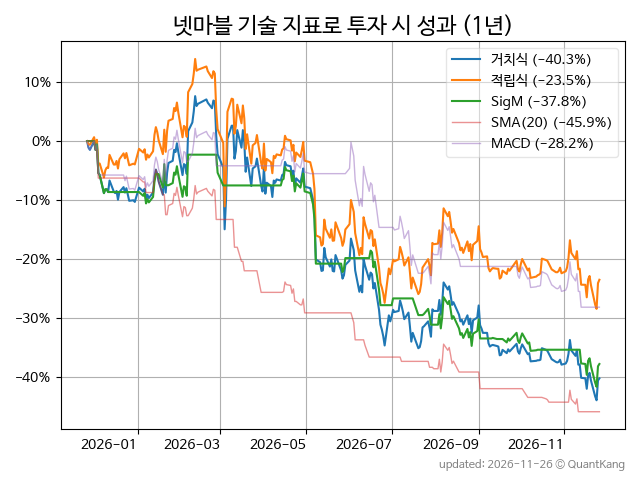 넷마블 기술 지표로 투자 시 성과 (1년)
거치식 (−40.3%)
적립식 (−23.5%)
SigM (−37.8%)
SMA(20) (−45.9%)
MACD (−28.2%)
10%
0%
−10%
−20%
−30%
−40%
2026−01
2026−03
2026−05
2026−07
2026−09
2026−11
updated: 2026−11−26 ⓒ QuantKang